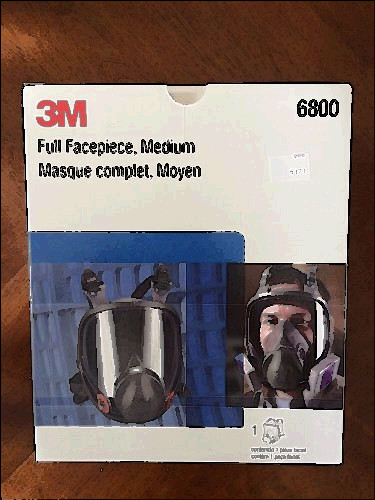 3M
6800
Full Facepiece, Medium
Masque complet, Moyen
1